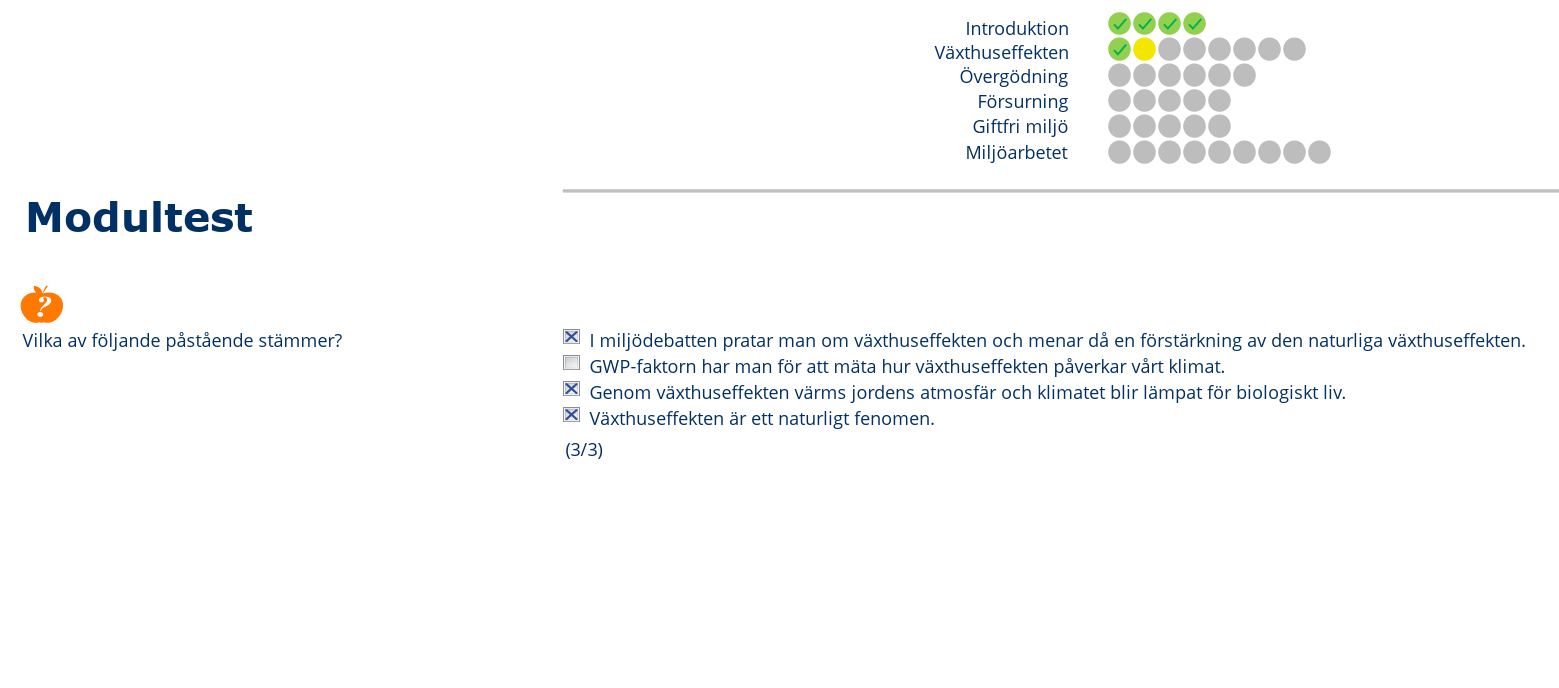 Introduktion
Växthuseffekten
Övergödning
Försurning
Giftfri miljö
Miljöarbetet
Modultest
?
Vilka av följande påstående stämmer?
I miljödebatten pratar man om växthuseffekten och menar då en förstärkning av den naturliga växthuseffekten.
GWP-faktorn har man för att mäta hur växthuseffekten påverkar vårt klimat.
Genom växthuseffekten värms jordens atmosfär och klimatet blir lämpat för biologiskt liv.
Växthuseffekten är ett naturligt fenomen.
(3/3)